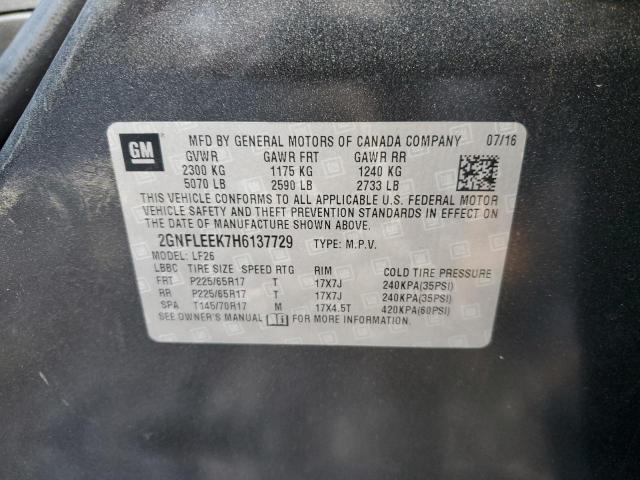 GM
MFD BY GENERAL MOTORS OF CANADA COMPANY 07/16
GVWR GAWR FRT GAWR RR
2300 KG 1175 KG 1240 KG
5070 LB 2590 LB 2733 LB
THIS VEHICLE CONFORMS TO ALL APPLICABLE U.S. FEDERAL MOTOR
VEHICLE SAFETY AND THEFT PREVENTION STANDARDS IN EFFECT ON
THE DATE OF MANUFACTURE SHOWN ABOVE.
2GNFLEEK7H6137729 TYPE: M.P.V.
MODEL: LF26
LBBC TIRE SIZE SPEED RTG RIM COLD TIRE PRESSURE
FRT P225/65R17 T 17X7J 240KPA(35PSI)
RR P225/65R17 T 17X7J 240KPA(35PSI)
SPA T145/70R17 M 17X4.5T 420KPA(60PSI)
SEE OWNER'S MANUAL FOR MORE INFORMATION.